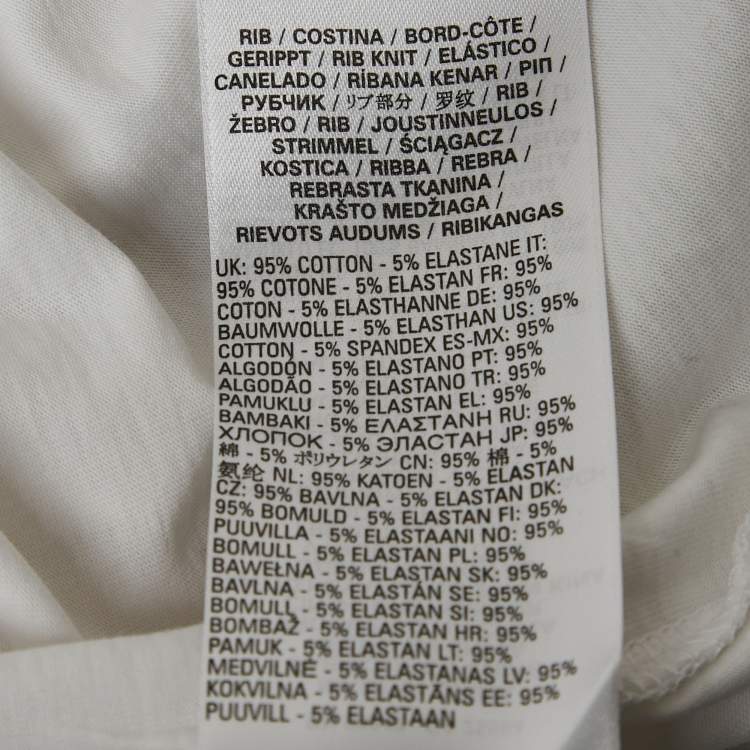 RIB / COSTINA / BORD-CÔTE /
GERIPPT / RIB KNIT / ELÁSTICO /
CANELADO / RİBANA KENAR / ΡΙΠ /
РУБЧИК / リブ部分 / 罗纹 / RIB /
ŽEBRO / RIB / JOUSTINNEULOS /
STRIMMEL / ŚCIĄGACZ /
KOSTICA / RIBBA / REBRA /
REBRASTA TKANINA /
KRAŠTO MEDŽIAGA /
RIEVOTS AUDUMS / RIBIKANGAS
UK: 95% COTTON - 5% ELASTANE IT:
95% COTONE - 5% ELASTAN FR: 95%
COTON - 5% ELASTHANNE DE: 95%
BAUMWOLLE - 5% ELASTHAN US: 95%
COTTON - 5% SPANDEX ES-MX: 95%
ALGODÓN - 5% ELASTANO PT: 95%
ALGODÃO - 5% ELASTANO TR: 95%
PAMUKLU - 5% ELASTAN EL: 95%
ΒΑΜΒΑΚΙ - 5% ΕΛΑΣΤΑΝΗ RU: 95%
ХЛОПОК - 5% ЭЛАСТАН JP: 95%
綿 - 5% ポリウレタン CN: 95% 棉 - 5%
氨纶 NL: 95% KATOEN - 5% ELASTAN
CZ: 95% BAVLNA - 5% ELASTAN DK:
95% BOMULD - 5% ELASTAN FI: 95%
PUUVILLA - 5% ELASTAANI NO: 95%
BOMULL - 5% ELASTAN PL: 95%
BAWEŁNA - 5% ELASTAN SK: 95%
BAVLNA - 5% ELASTÁN SE: 95%
BOMULL - 5% ELASTAN SI: 95%
BOMBAŽ - 5% ELASTAN HR: 95%
PAMUK - 5% ELASTAN LT: 95%
MEDVILNĖ - 5% ELASTANAS LV: 95%
KOKVILNA - 5% ELASTĀNS EE: 95%
PUUVILL - 5% ELASTAAN